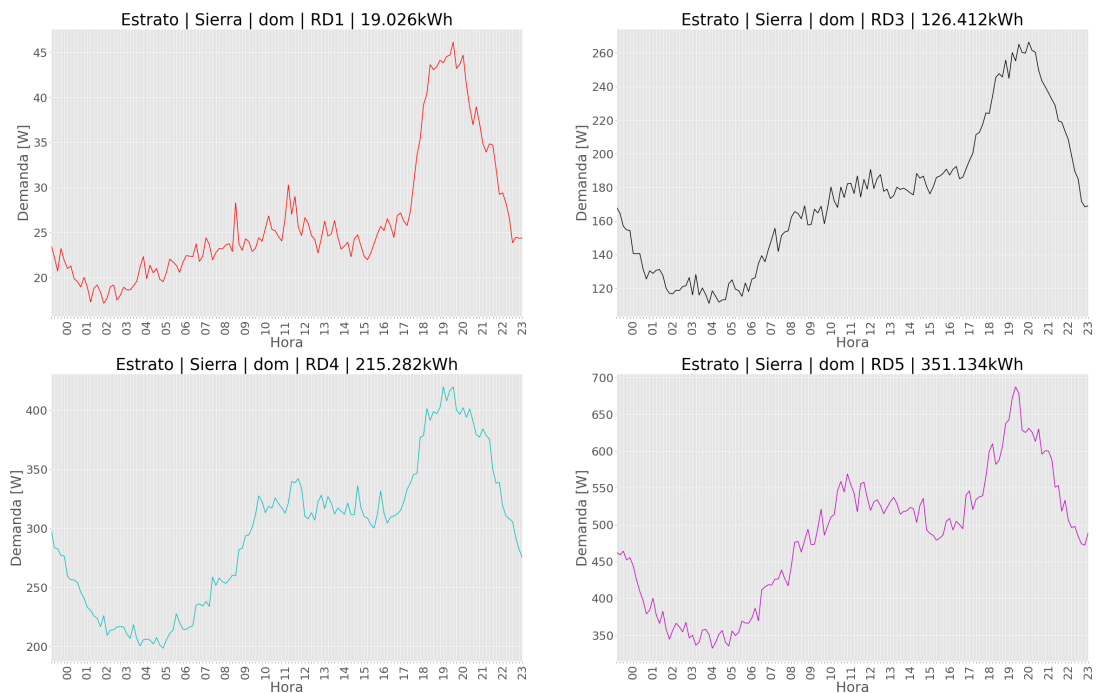 Estrato | Sierra | dom | RD1 | 19.026kWh
Demanda [W]
45
40
35
30
25
20
00 01 02 03 04 05 06 07 08 09 10 11 12 13 14 15 16 17 18 19 20 21 22 23
Hora
Estrato | Sierra | dom | RD3 | 126.412kWh
Demanda [W]
260
240
220
200
180
160
140
120
00 01 02 03 04 05 06 07 08 09 10 11 12 13 14 15 16 17 18 19 20 21 22 23
Hora
Estrato | Sierra | dom | RD4 | 215.282kWh
Demanda [W]
400
350
300
250
200
00 01 02 03 04 05 06 07 08 09 10 11 12 13 14 15 16 17 18 19 20 21 22 23
Hora
Estrato | Sierra | dom | RD5 | 351.134kWh
Demanda [W]
700
650
600
550
500
450
400
350
00 01 02 03 04 05 06 07 08 09 10 11 12 13 14 15 16 17 18 19 20 21 22 23
Hora